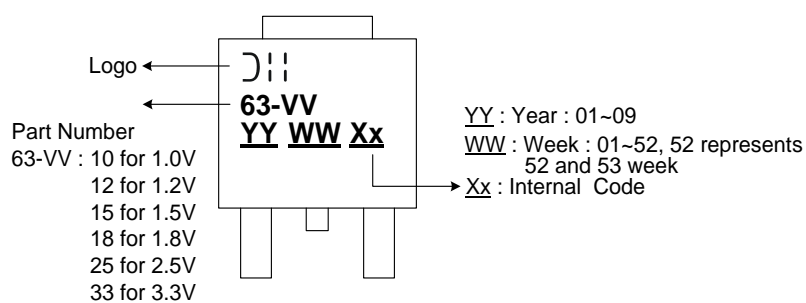 Logo
63-VV
YY WW Xx
Part Number
63-VV : 10 for 1.0V
12 for 1.2V
15 for 1.5V
18 for 1.8V
25 for 2.5V
33 for 3.3V
YY : Year : 01~09
WW : Week : 01~52, 52 represents
52 and 53 week
Xx : Internal Code